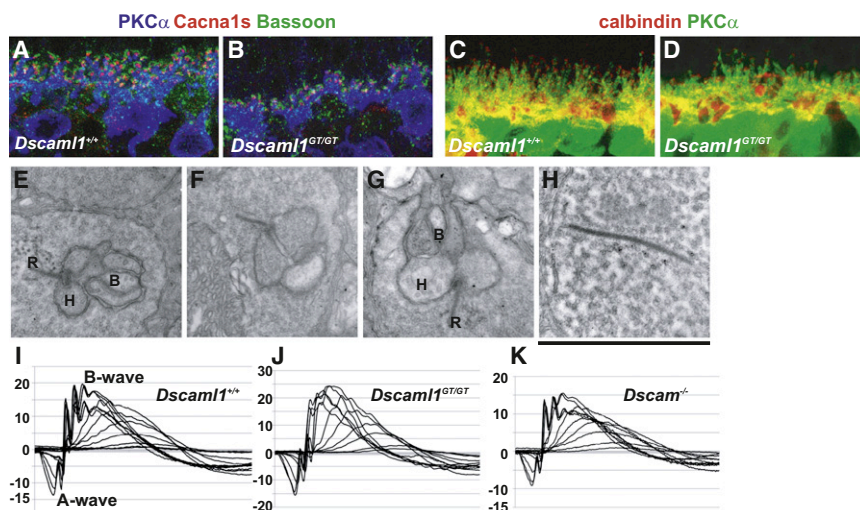 PKCα Cacna1s Bassoon
calbindin PKCα
A
B
C
D
Dscaml1+/+
Dscaml1GT/GT
Dscaml1+/+
Dscaml1GT/GT
E
F
G
H
R
B
H
B
H
R
I
J
K
B-wave
Dscaml1+/+
Dscaml1GT/GT
Dscam-/-
A-wave
20
10
0
-10
-15
30
20
10
0
-10
-20
20
10
0
-10
-15